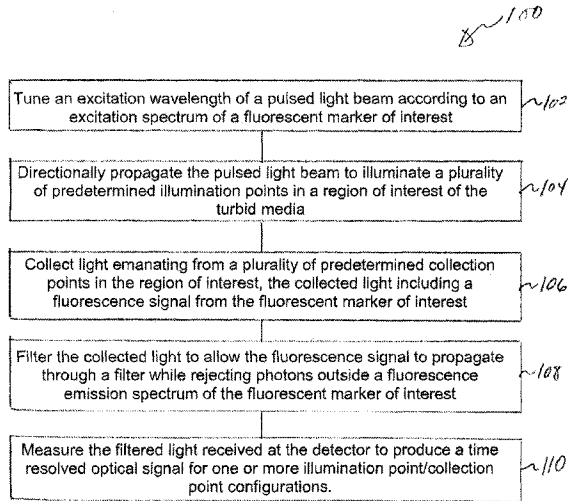 100
Tune an excitation wavelength of a pulsed light beam according to an
excitation spectrum of a fluorescent marker of interest
102
Directionally propagate the pulsed light beam to illuminate a plurality
of predetermined illumination points in a region of interest of the
turbid media
104
Collect light emanating from a plurality of predetermined collection
points in the region of interest, the collected light including a
fluorescence signal from the fluorescent marker of interest
106
Filter the collected light to allow the fluorescence signal to propagate
through a filter while rejecting photons outside a fluorescence
emission spectrum of the fluorescent marker of interest
108
Measure the filtered light received at the detector to produce a time
resolved optical signal for one or more illumination point/collection
point configurations.
110